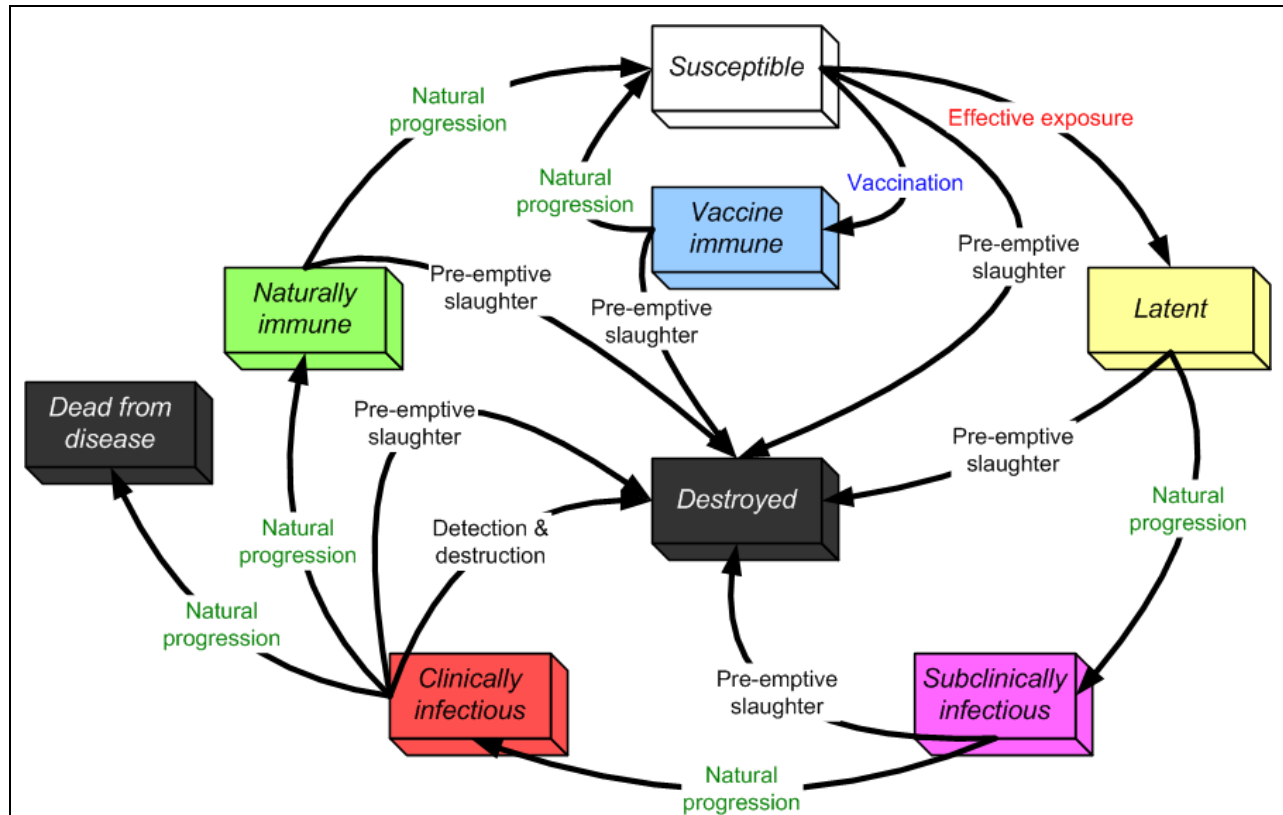 Susceptible
Natural
progression
Effective exposure
Natural
progression
Vaccination
Vaccine
immune
Pre-emptive
slaughter
Pre-emptive
slaughter
Naturally
immune
Pre-emptive
slaughter
Latent
Dead from
disease
Pre-emptive
slaughter
Pre-emptive
slaughter
Destroyed
Natural
progression
Detection &
destruction
Natural
progression
Natural
progression
Clinically
infectious
Pre-emptive
slaughter
Subclinically
infectious
Natural
progression